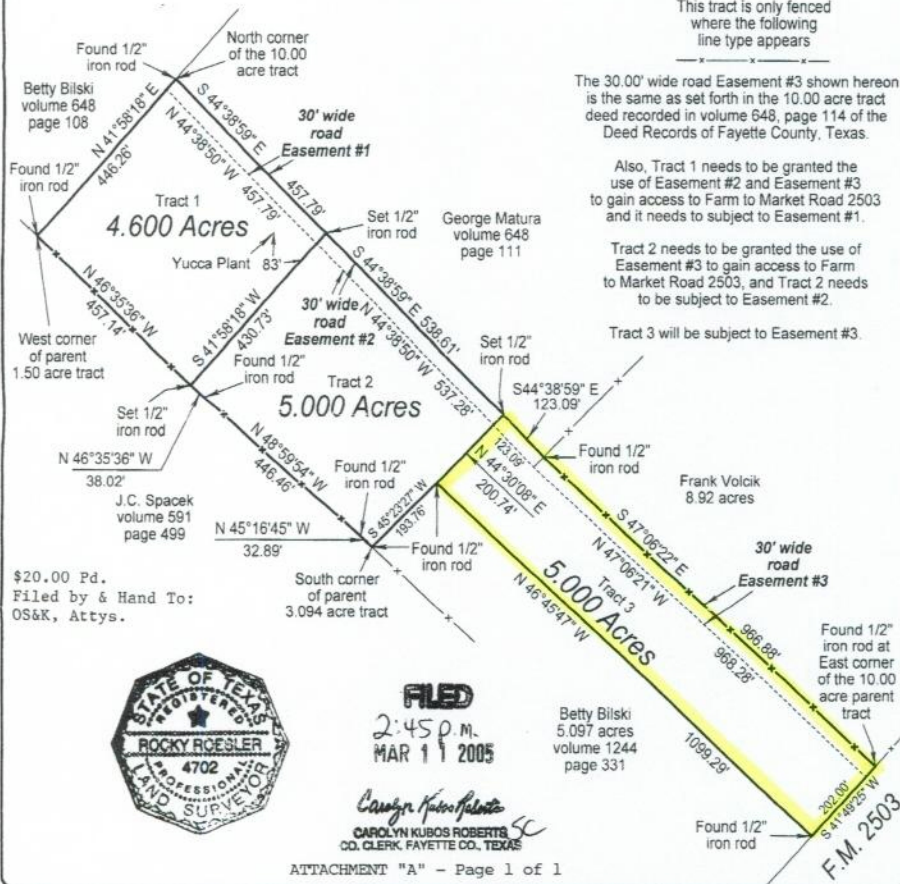 This tract is only fenced
where the following
line type appears
The 30.00' wide road Easement #3 shown hereon
is the same as set forth in the 10.00 acre tract
deed recorded in volume 648, page 114 of the
Deed Records of Fayette County, Texas.
Also, Tract 1 needs to be granted the
use of Easement #2 and Easement #3
to gain access to Farm to Market Road 2503
and it needs to subject to Easement #1.
Tract 2 needs to be granted the use of
Easement #3 to gain access to Farm
to Market Road 2503, and Tract 2 needs
to be subject to Easement #2.
Tract 3 will be subject to Easement #3.
Found 1/2"
iron rod
North corner
of the 10.00
acre tract
Betty Bilski
volume 648
page 108
N 41°58'18" E
446.26'
S 44°38'59" E
457.79'
N 44°38'50" W
457.79'
30' wide
road
Easement #1
Found 1/2"
iron rod
Tract 1
4.600 Acres
Yucca Plant
83'
Set 1/2"
iron rod
George Matura
volume 648
page 111
N 46°35'36" W
457.14'
S 41°58'18" W
430.73'
30' wide
road
Easement #2
S 44°38'59" E
538.61'
N 44°38'50" W
537.28'
West corner
of parent
1.50 acre tract
Found 1/2"
iron rod
Tract 2
5.000 Acres
Set 1/2"
iron rod
S44°38'59" E
123.09'
Set 1/2"
iron rod
N 46°35'36" W
38.02'
N 48°59'54" W
446.46'
Found 1/2"
iron rod
S 45°23'27" W
193.76'
123.09'
N 44°30'08" E
200.74'
Found 1/2"
iron rod
Frank Volcik
8.92 acres
J.C. Spacek
volume 591
page 499
N 45°16'45" W
32.89'
Found 1/2"
iron rod
South corner
of parent
3.094 acre tract
S 47°06'22" E
966.88'
N 47°06'21" W
968.28'
30' wide
road
Easement #3
5.000 Acres
Tract 3
N 46°45'47" W
1099.29'
Found 1/2"
iron rod at
East corner
of the 10.00
acre parent
tract
$20.00 Pd.
Filed by & Hand To:
OS&K, Attys.
STATE OF TEXAS
REGISTERED
ROCKY ROESLER
4702
PROFESSIONAL
LAND SURVEYOR
FILED
2:45 p.m.
MAR 11 2005
Carolyn Kubos Roberts
SC
CAROLYN KUBOS ROBERTS
CO. CLERK, FAYETTE CO., TEXAS
Betty Bilski
5.097 acres
volume 1244
page 331
Found 1/2"
iron rod
202.00'
S 41°49'25" W
F.M. 2503
ATTACHMENT "A" - Page 1 of 1